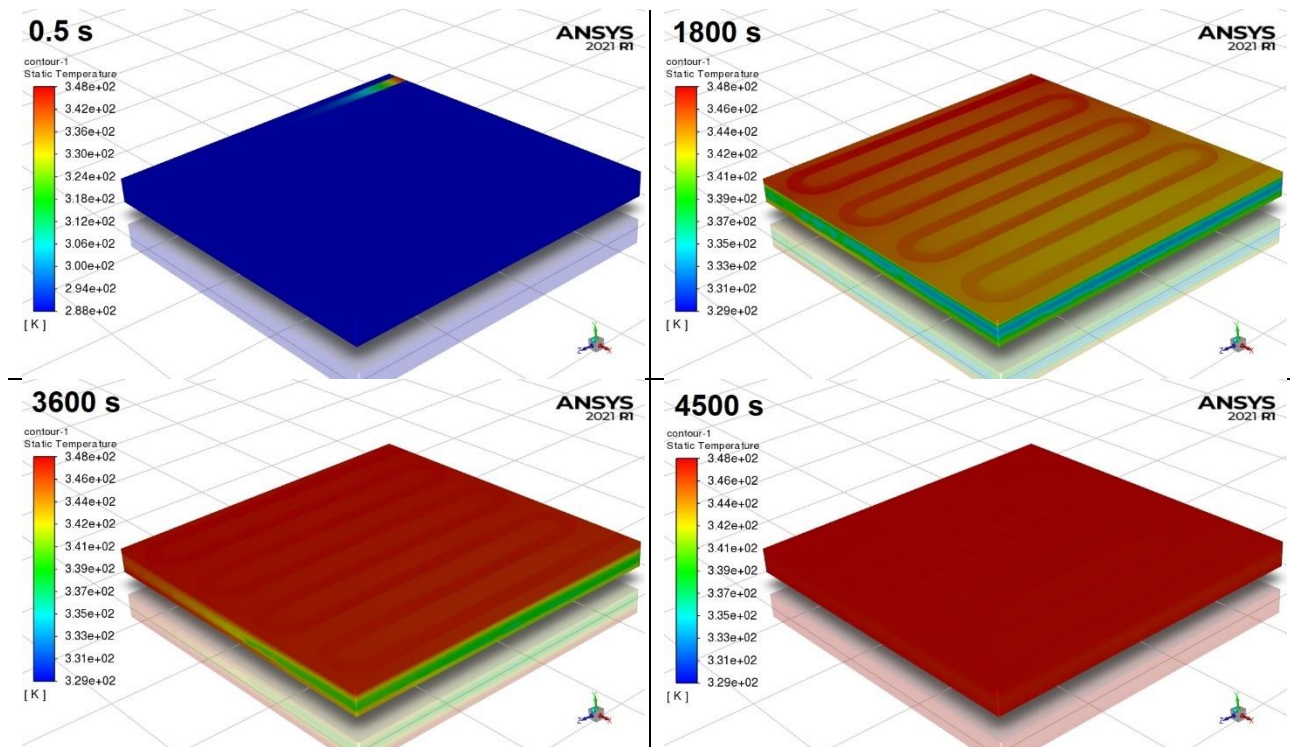 0.5 s
ANSYS
2021 R1
contour-1
Static Temperature
3.48e+02
3.42e+02
3.36e+02
3.30e+02
3.24e+02
3.18e+02
3.12e+02
3.06e+02
3.00e+02
2.94e+02
2.88e+02
[ K ]
Y
Z
X
1800 s
ANSYS
2021 R1
contour-1
Static Temperature
3.48e+02
3.46e+02
3.44e+02
3.42e+02
3.41e+02
3.39e+02
3.37e+02
3.35e+02
3.33e+02
3.31e+02
3.29e+02
[ K ]
Y
Z
X
3600 s
ANSYS
2021 R1
contour-1
Static Temperature
3.48e+02
3.46e+02
3.44e+02
3.42e+02
3.41e+02
3.39e+02
3.37e+02
3.35e+02
3.33e+02
3.31e+02
3.29e+02
[ K ]
Y
Z
X
4500 s
ANSYS
2021 R1
contour-1
Static Temperature
3.48e+02
3.46e+02
3.44e+02
3.42e+02
3.41e+02
3.39e+02
3.37e+02
3.35e+02
3.33e+02
3.31e+02
3.29e+02
[ K ]
Y
Z
X